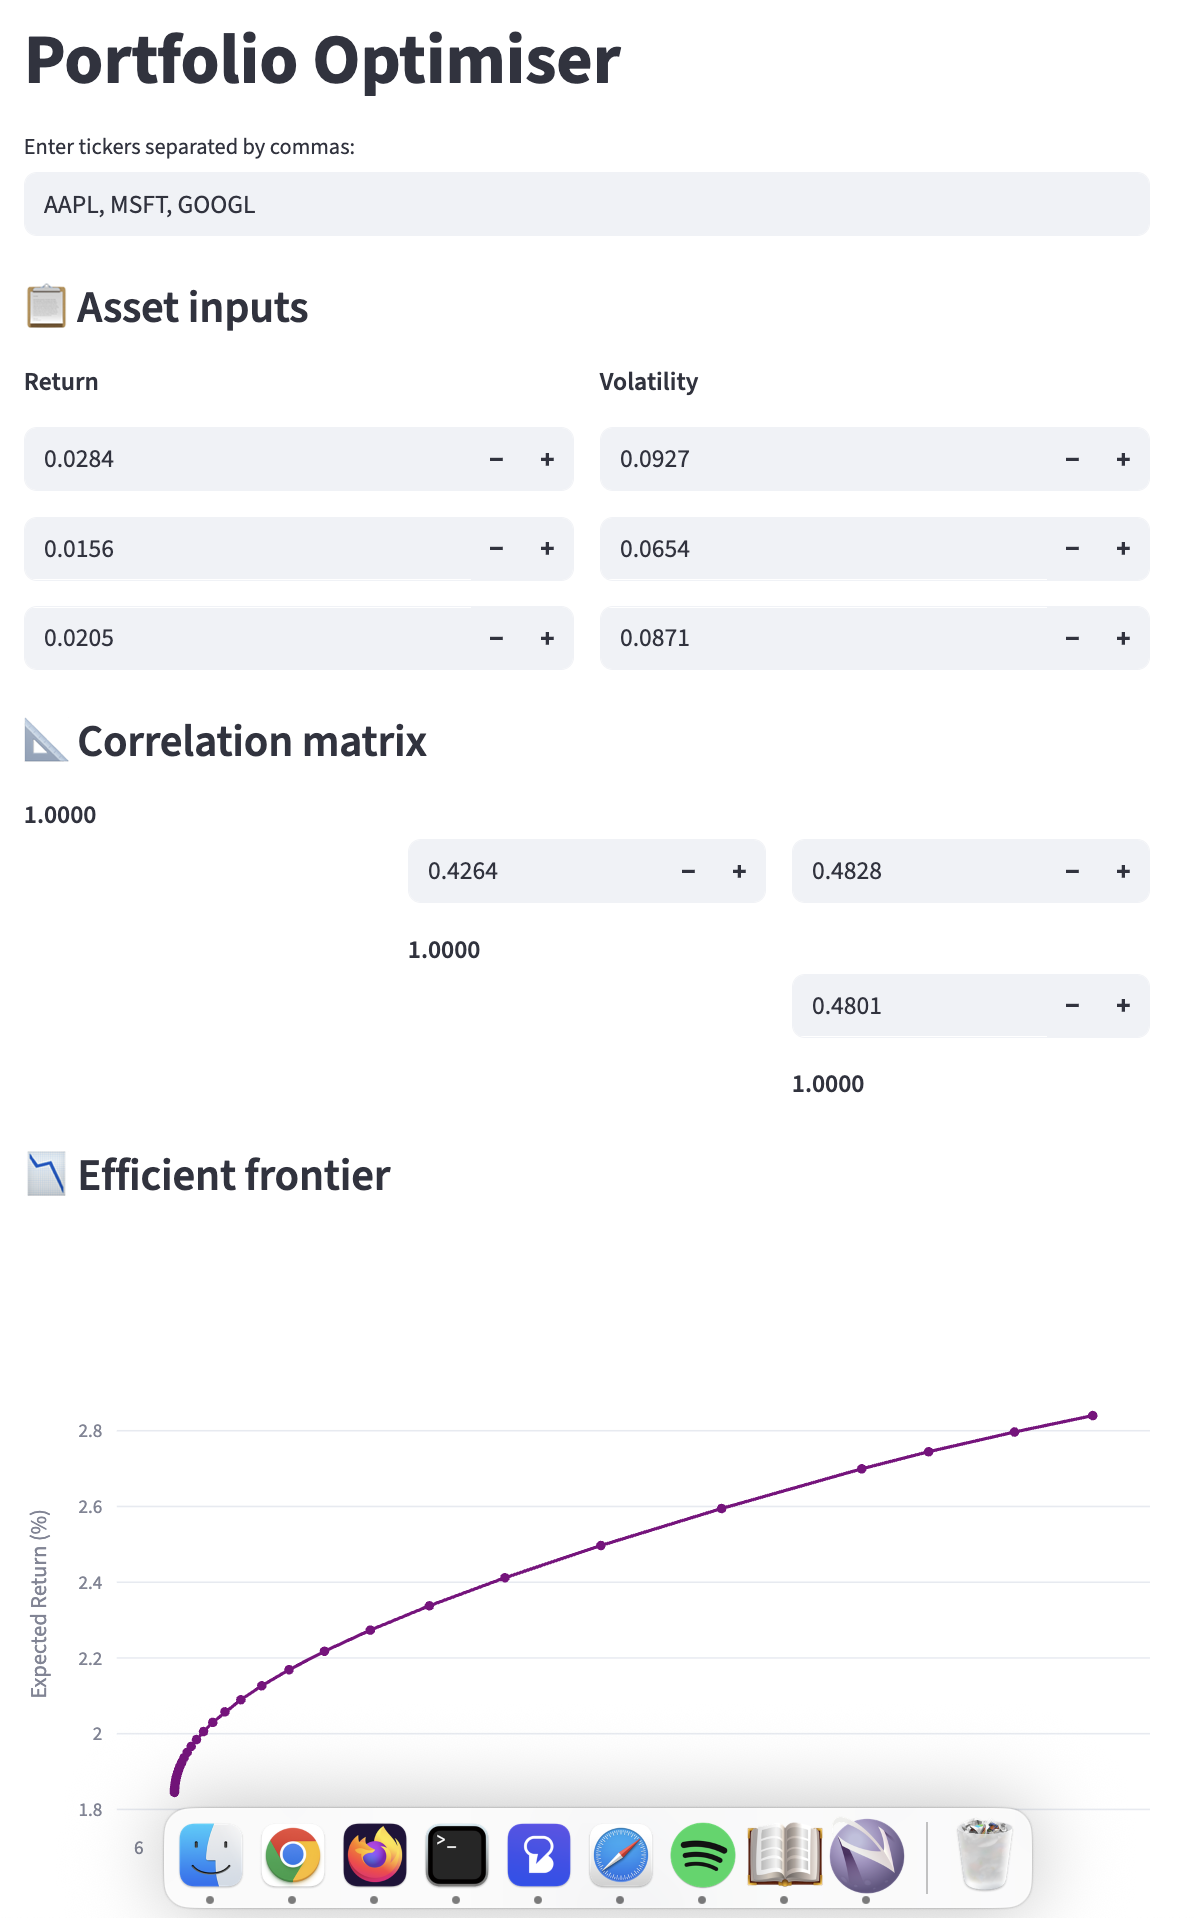 Portfolio Optimiser
Enter tickers separated by commas:
AAPL, MSFT, GOOGL
Asset inputs
Return Volatility
0.0284 − + 0.0927 − +
0.0156 − + 0.0654 − +
0.0205 − + 0.0871 − +
Correlation matrix
1.0000
0.4264 − + 0.4828 − +
1.0000
0.4801 − +
1.0000
Efficient frontier
Expected Return (%)
2.8
2.6
2.4
2.2
2
1.8
6
>_